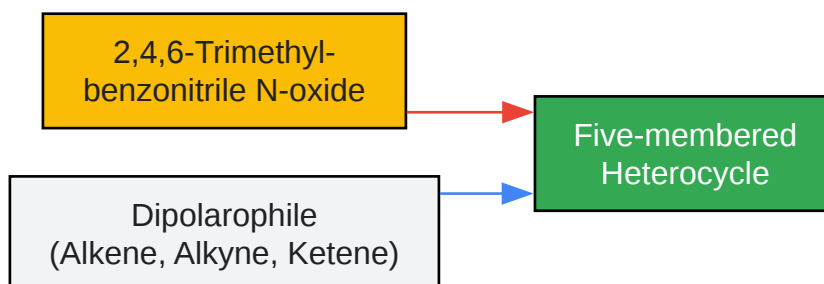 2,4,6-Trimethyl-
benzonitrile N-oxide
Five-membered
Heterocycle
Dipolarophile
(Alkene, Alkyne, Ketene)